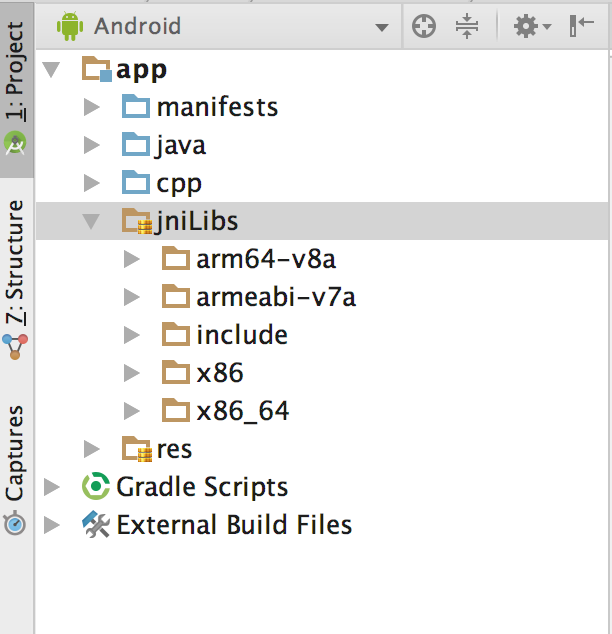 Android
1: Project
app
manifests
java
cpp
jniLibs
arm64-v8a
armeabi-v7a
include
x86
x86_64
res
Gradle Scripts
External Build Files
7: Structure
Captures